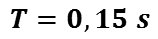 T = 0,15 s